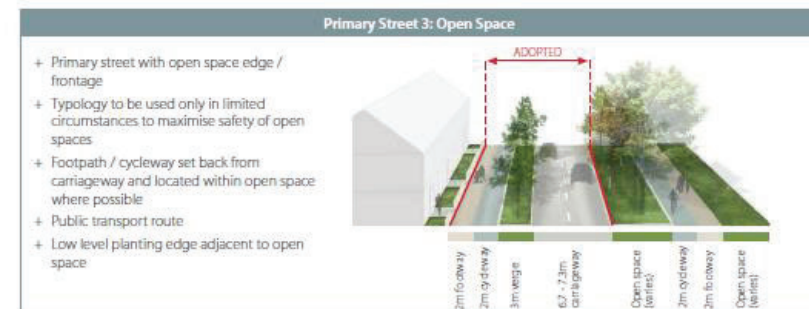 Primary Street 3: Open Space
+ Primary street with open space edge /
frontage
+ Typology to be used only in limited
circumstances to maximise safety of open
spaces
+ Footpath / cycleway set back from
carriageway and located within open space
where possible
+ Public transport route
+ Low level planting edge adjacent to open
space
ADOPTED
2m footway
2m cycleway
3m verge
6.7 - 7.3m
carriageway
Open space
(varies)
2m cycleway
2m footway
Open space
(varies)